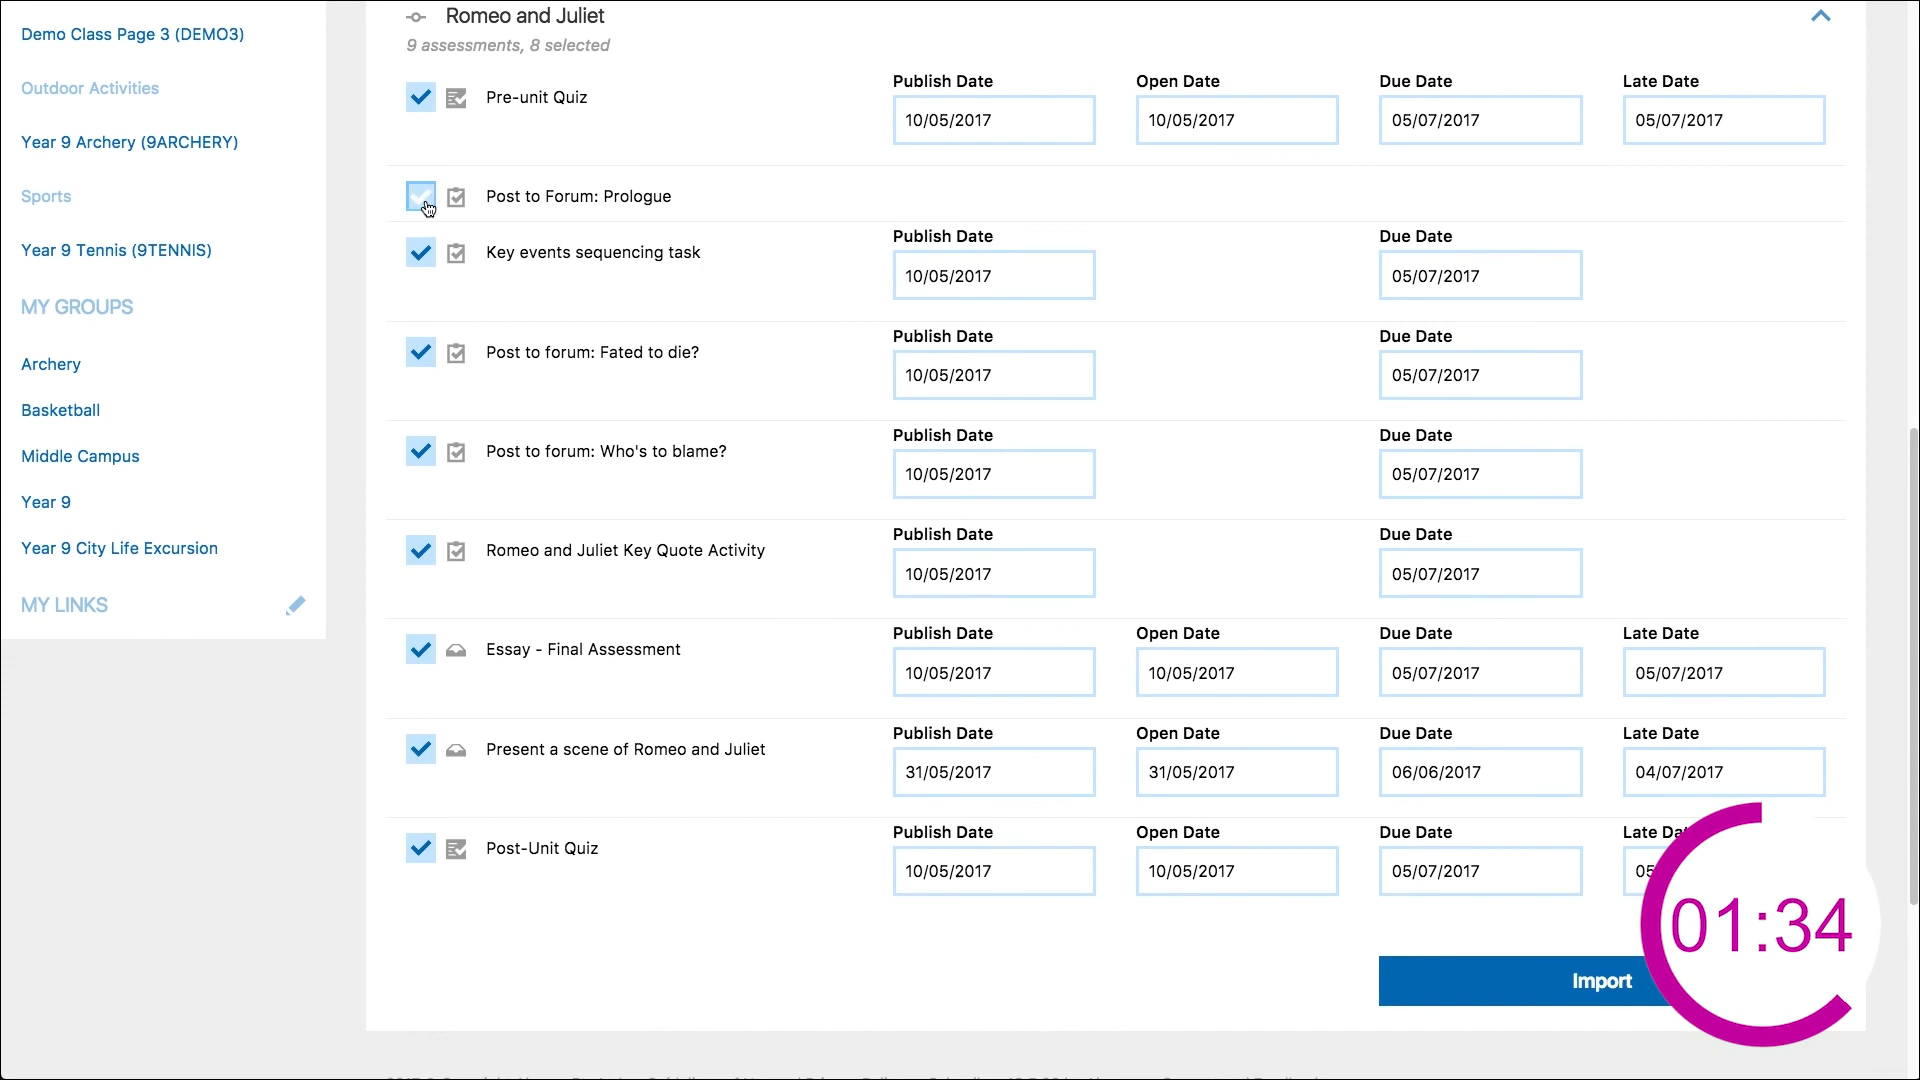 Demo Class Page 3 (DEMO3)
Outdoor Activities
Year 9 Archery (9ARCHERY)
Sports
Year 9 Tennis (9TENNIS)
MY GROUPS
Archery
Basketball
Middle Campus
Year 9
Year 9 City Life Excursion
MY LINKS
Romeo and Juliet
9 assessments, 8 selected
Pre-unit Quiz
Publish Date Open Date Due Date Late Date
10/05/2017 10/05/2017 05/07/2017 05/07/2017
Post to Forum: Prologue
Key events sequencing task
Publish Date Due Date
10/05/2017 05/07/2017
Post to forum: Fated to die?
Publish Date Due Date
10/05/2017 05/07/2017
Post to forum: Who's to blame?
Publish Date Due Date
10/05/2017 05/07/2017
Romeo and Juliet Key Quote Activity
Publish Date Due Date
10/05/2017 05/07/2017
Essay - Final Assessment
Publish Date Open Date Due Date Late Date
10/05/2017 10/05/2017 05/07/2017 05/07/2017
Present a scene of Romeo and Juliet
Publish Date Open Date Due Date Late Date
31/05/2017 31/05/2017 06/06/2017 04/07/2017
Post-Unit Quiz
Publish Date Open Date Due Date Late
10/05/2017 10/05/2017 05/07/2017
01:34
Import